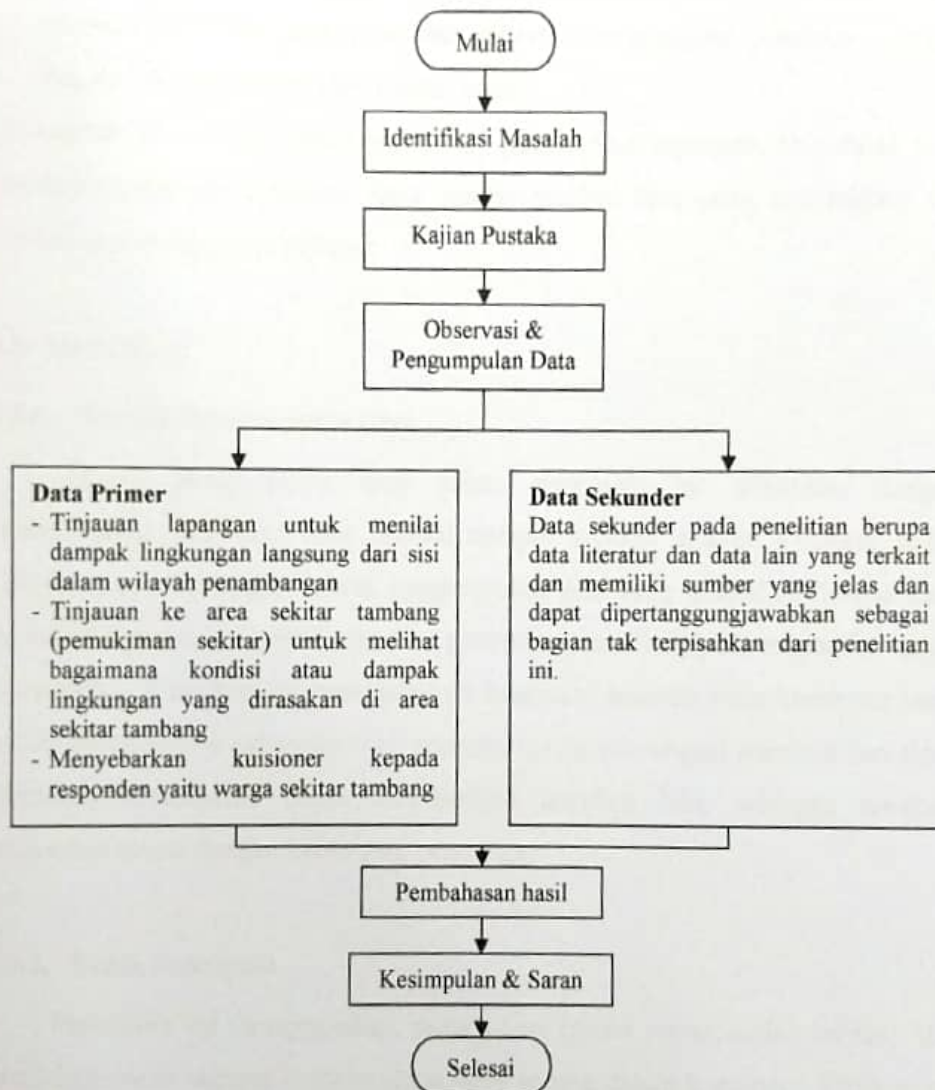 Mulai
Identifikasi Masalah
Kajian Pustaka
Observasi &
Pengumpulan Data
Data Primer
- Tinjauan lapangan untuk menilai
dampak lingkungan langsung dari sisi
dalam wilayah penambangan
- Tinjauan ke area sekitar tambang
(pemukiman sekitar) untuk melihat
bagaimana kondisi atau dampak
lingkungan yang dirasakan di area
sekitar tambang
- Menyebarkan kuisioner kepada
responden yaitu warga sekitar tambang
Data Sekunder
Data sekunder pada penelitian berupa
data literatur dan data lain yang terkait
dan memiliki sumber yang jelas dan
dapat dipertanggungjawabkan sebagai
bagian tak terpisahkan dari penelitian
ini.
Pembahasan hasil
Kesimpulan & Saran
Selesai